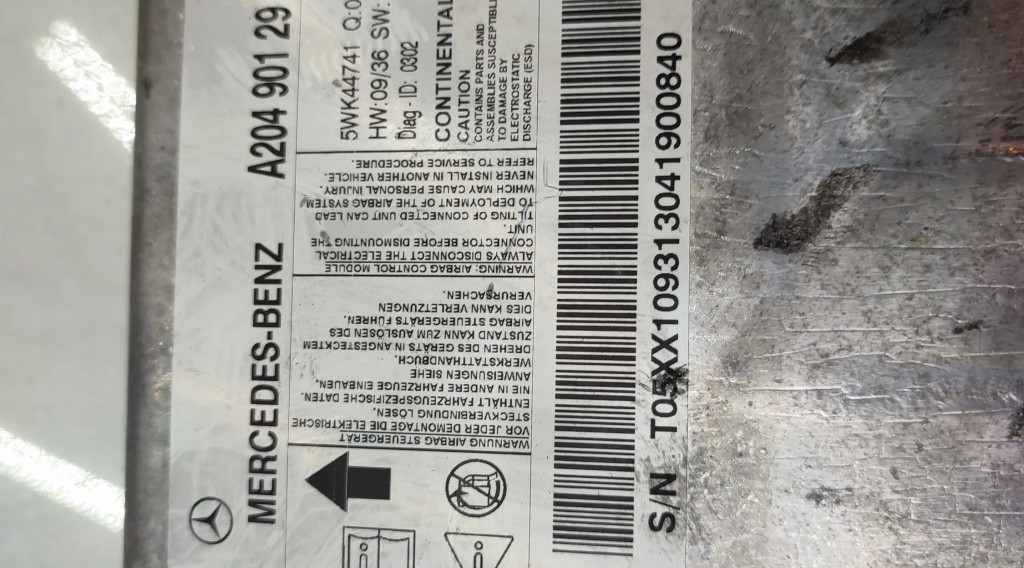 MERCEDES-BENZ A204 901 29
5WK44741 Q:0
HW:09/36 SW:
Diag - ID: 0302
CONTINENTAL
CAUTION
CONTAINS PARTS AND
ASSEMBLIES SUSCEPTIBLE
TO DAMAGE BY
ELECTROSTATIC
DISCHARGE (ESD)
WARNUNG AIRBAG STEUERGERÄT
VOR JEDER DEMONTAGE DIE ELEKTRISCHE
STECKVERBINDUNG LÖSEN.
ENTHÄLT FAHRZEUGSPEZIFISCHE DATEN.
NIE IN ANDERE FAHRZEUGE EINBAUEN.
ANWEISUNGEN SIEHE
WERKSTATTHANDBUCH.
DREHEN DES GERÄTS IN ANGESTECKTEM
ZUSTAND KANN ZUM AUSLÖSEN DES
AIRBAG STEUERGERÄTS FÜHREN.
DIES KANN VERLETZUNGEN
VERURSACHEN.
WARNING: AIRBAG CONTROL MODULE
ALWAYS DISCONNECT THE ELECTRICAL
CONNECTOR BEFORE DISMOUNTING THE
UNIT.
TILTING OF CONNECTED UNIT CAN LEAD
TO DEPLOYMENT OF THE AIRBAG SYSTEM
WHICH MAY CAUSE PERSONAL INJURY.
NEVER INSTALL IN ANOTHER VEHICLE.
REFER TO SERVICE PROCEDURE.
S/N T05XX10931304190084​0